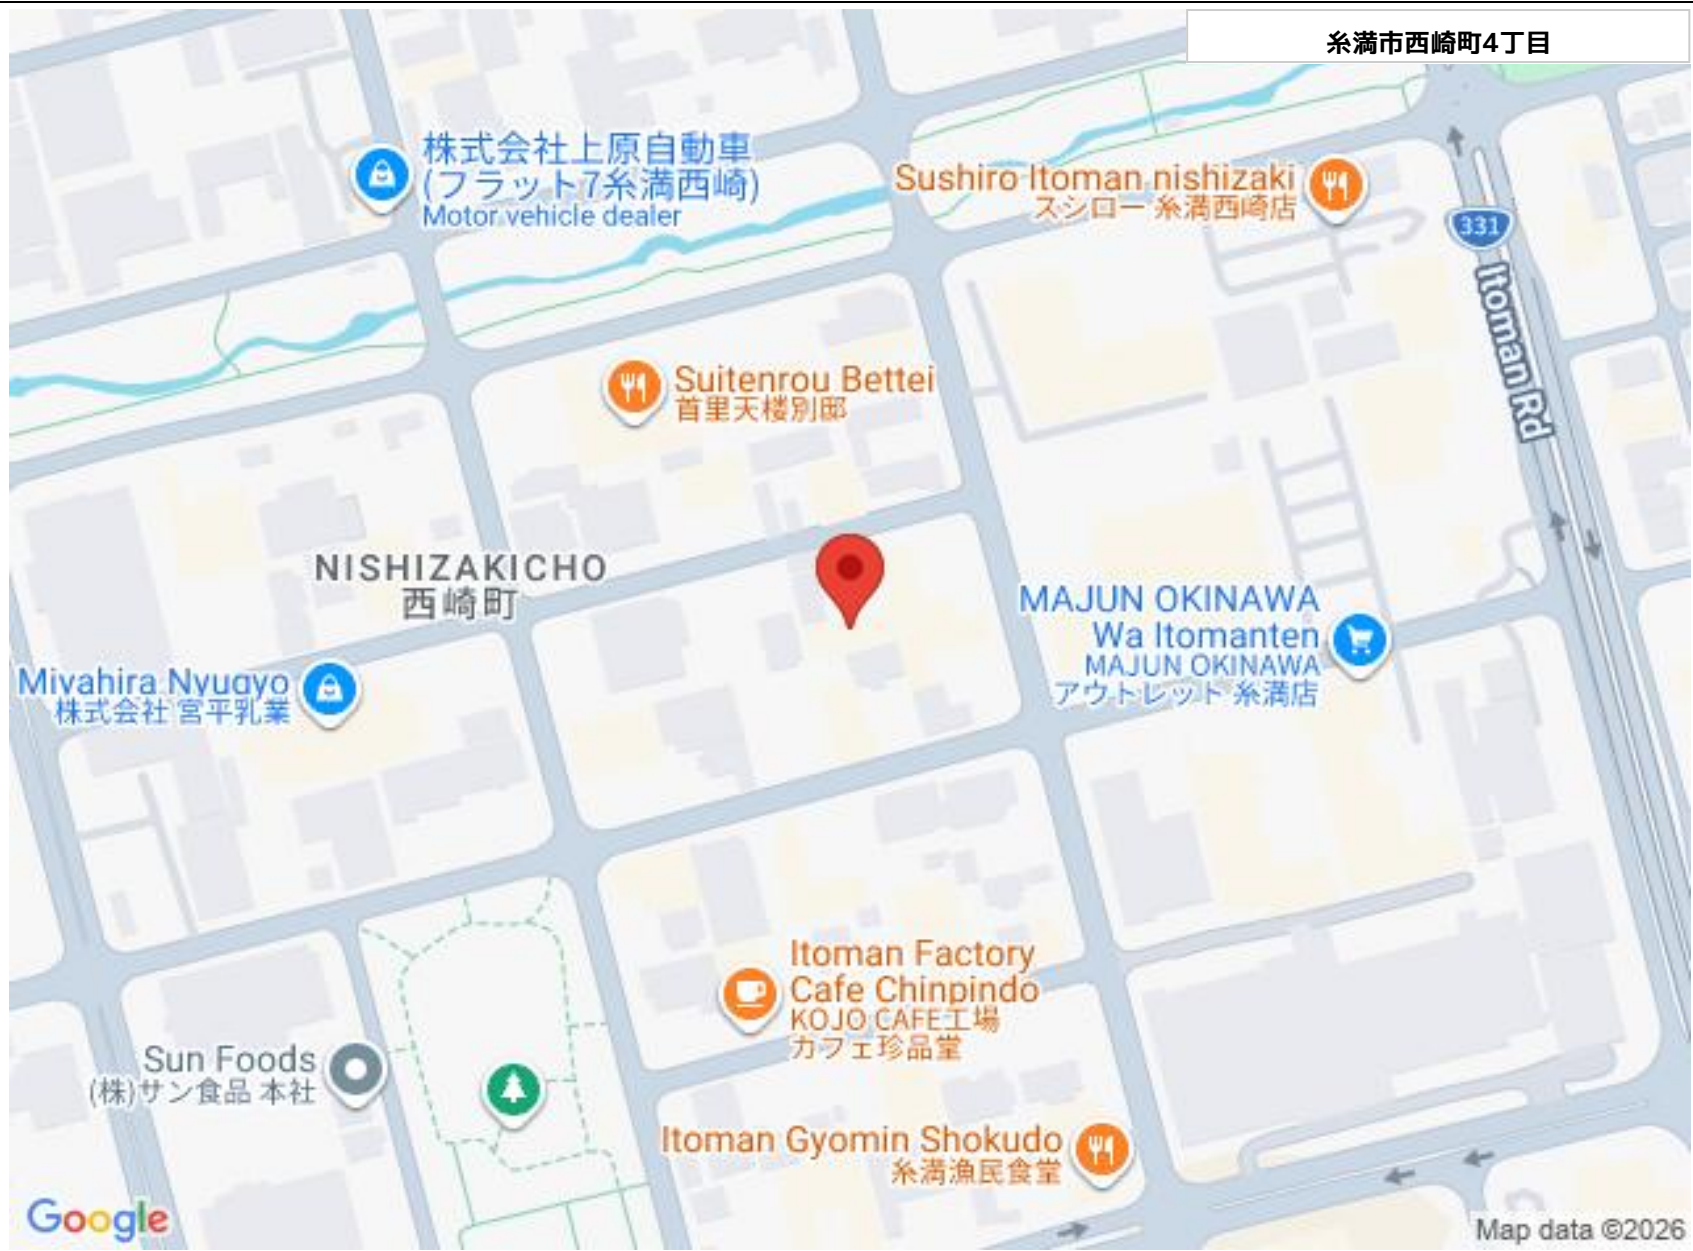 糸満市西崎町4丁目
株式会社上原自動車
(フラット7糸満西崎)
Motor vehicle dealer
Sushiro Itoman nishizaki
スシロー 糸満西崎店
331
Itoman Rd
Suitenrou Bettei
首里天楼別邸
NISHIZAKICHO
西崎町
MAJUN OKINAWA
Wa Itomanten
MAJUN OKINAWA
アウトレット 糸満店
Miyahira Nyugyo
株式会社 宮平乳業
Itoman Factory
Cafe Chinpindo
KOJO CAFE工場
カフェ珍品堂
Sun Foods
(株)サン食品 本社
Itoman Gyomin Shokudo
糸満漁民食堂
Google
Map data ©2026